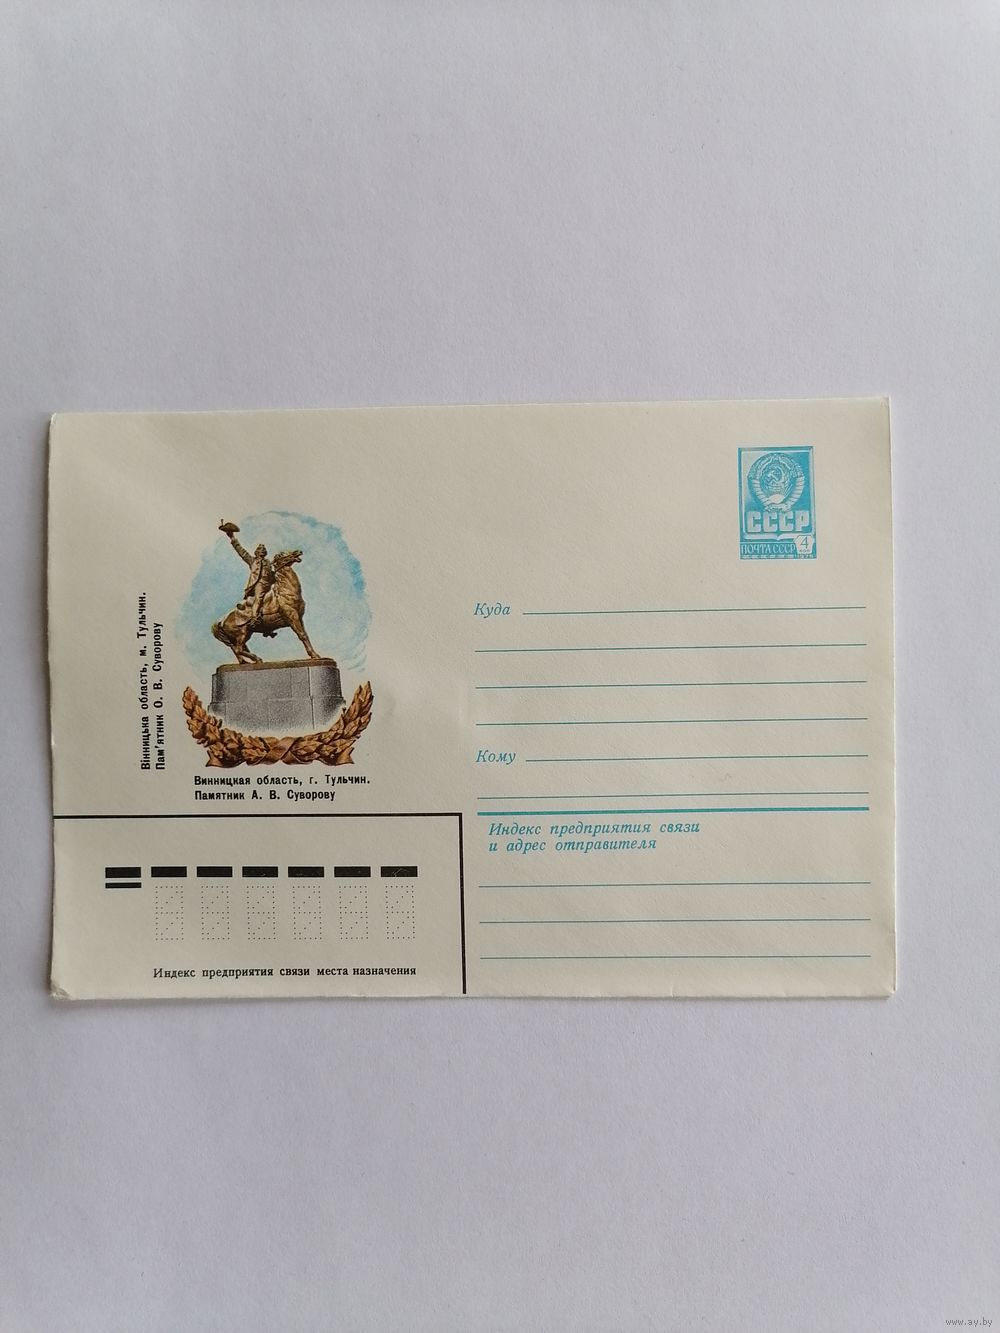 СССР
ПОЧТА СССР
4
КОП
Куда
Вінницька область, м. Тульчин.
Пам'ятник О. В. Суворову
Кому
Винницкая область, г. Тульчин.
Памятник А. В. Суворову
Индекс предприятия связи
и адрес отправителя
Индекс предприятия связи места назначения
www.ay.by